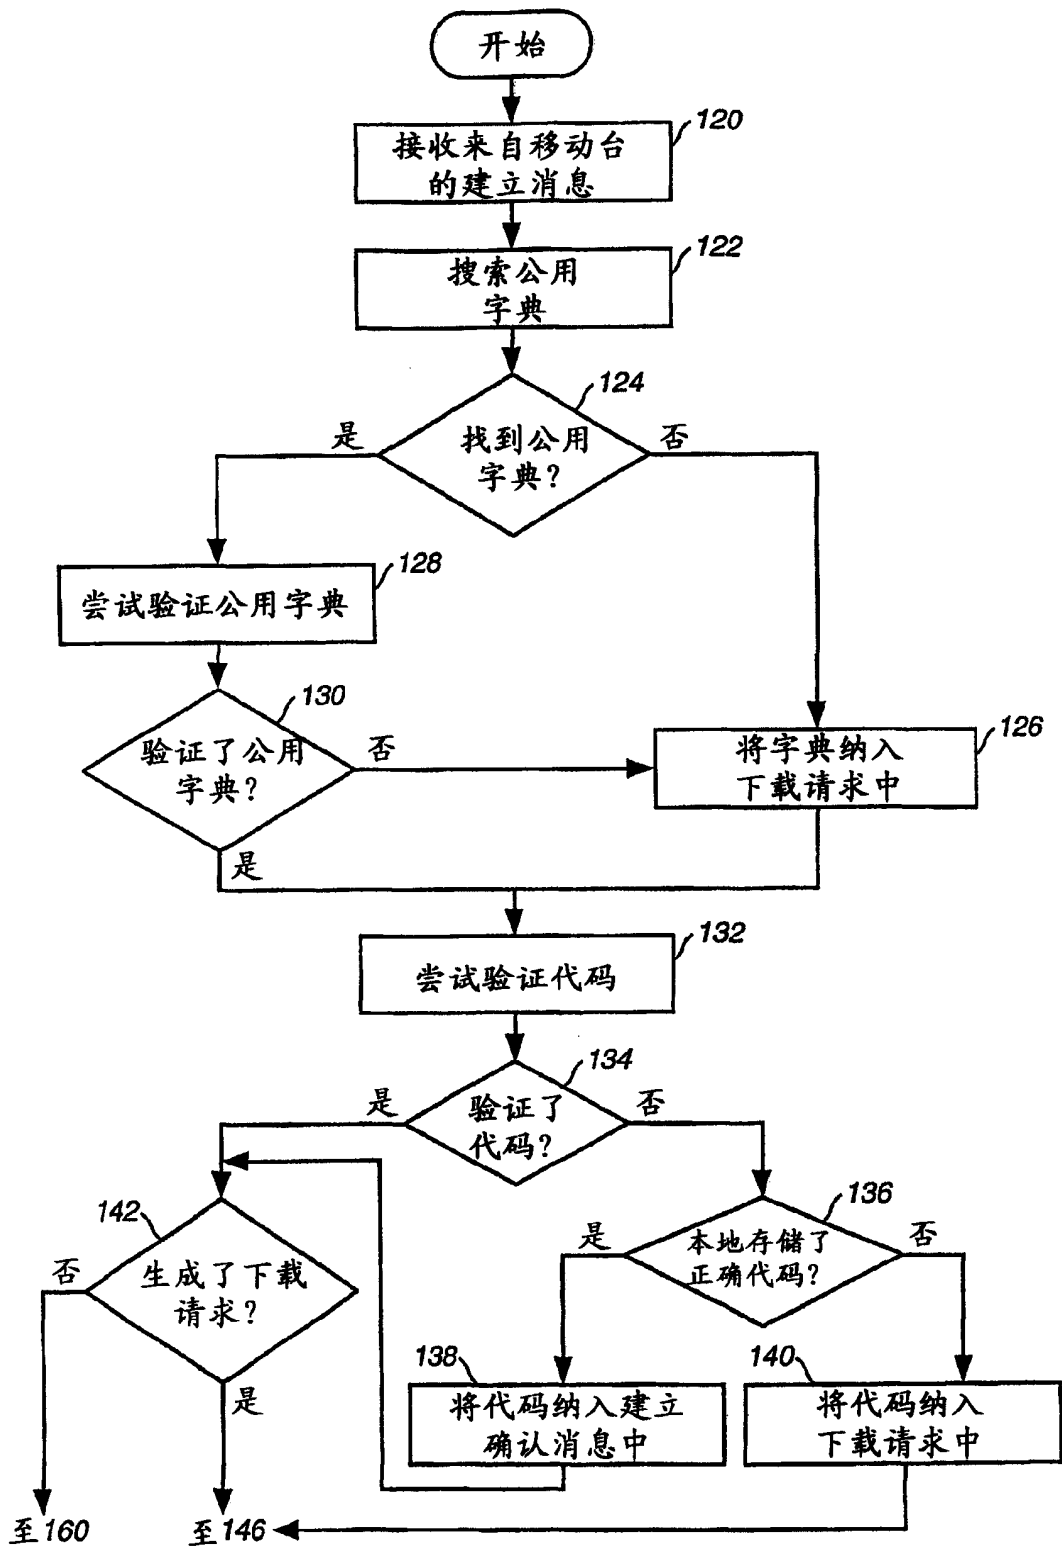 开始
120
接收来自移动台
的建立消息
122
搜索公用
字典
124
是
找到公用
字典?
否
128
尝试验证公用字典
130
验证了公用
字典?
否
是
126
将字典纳入
下载请求中
132
尝试验证代码
134
是
验证了
代码?
否
142
否
生成了下载
请求?
是
136
是
本地存储了
正确代码?
否
138
将代码纳入建立
确认消息中
140
将代码纳入
下载请求中
至160
至146